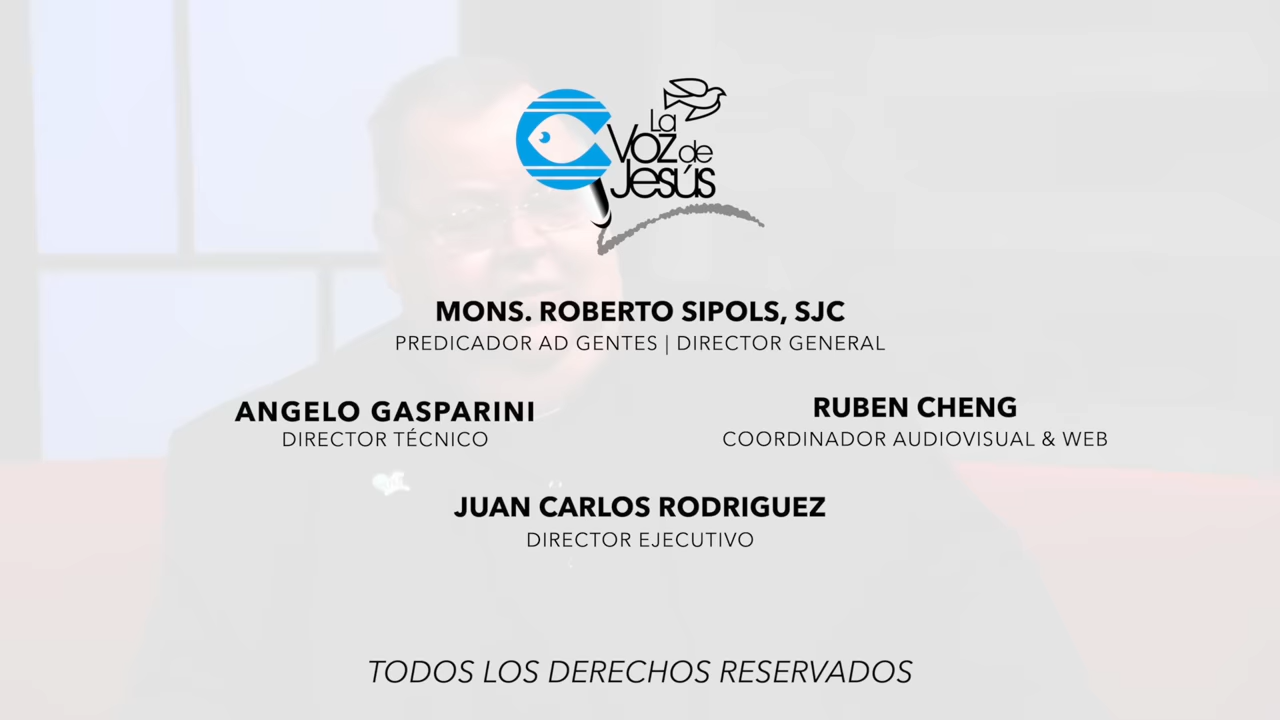 La
Voz de
Jesús
MONS. ROBERTO SIPOLS, SJC
PREDICADOR AD GENTES | DIRECTOR GENERAL
ANGELO GASPARINI
DIRECTOR TÉCNICO
RUBEN CHENG
COORDINADOR AUDIOVISUAL & WEB
JUAN CARLOS RODRIGUEZ
DIRECTOR EJECUTIVO
TODOS LOS DERECHOS RESERVADOS